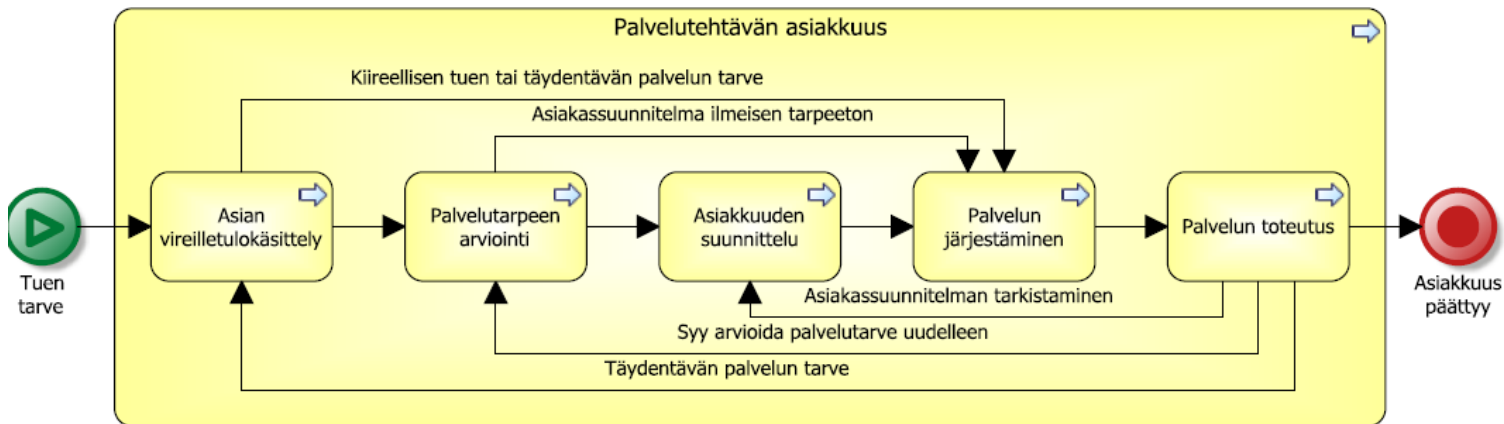 Palvelutehtävän asiakkuus
Kiireellisen tuen tai täydentävän palvelun tarve
Asiakassuunnitelma ilmeisen tarpeeton
Tuen
tarve
Asian
vireilletulokäsittely
Palvelutarpeen
arviointi
Asiakkuuden
suunnittelu
Palvelun
järjestäminen
Palvelun toteutus
Asiakkuus
päättyy
Asiakassuunnitelman tarkistaminen
Syy arvioida palvelutarve uudelleen
Täydentävän palvelun tarve